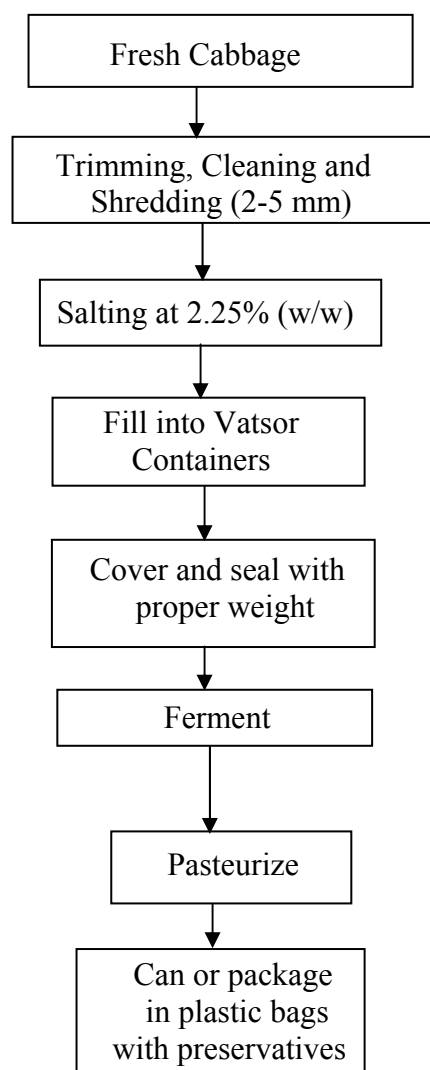 Fresh Cabbage
Trimming, Cleaning and
Shredding (2-5 mm)
Salting at 2.25% (w/w)
Fill into Vatsor
Containers
Cover and seal with
proper weight
Ferment
Pasteurize
Can or package
in plastic bags
with preservatives